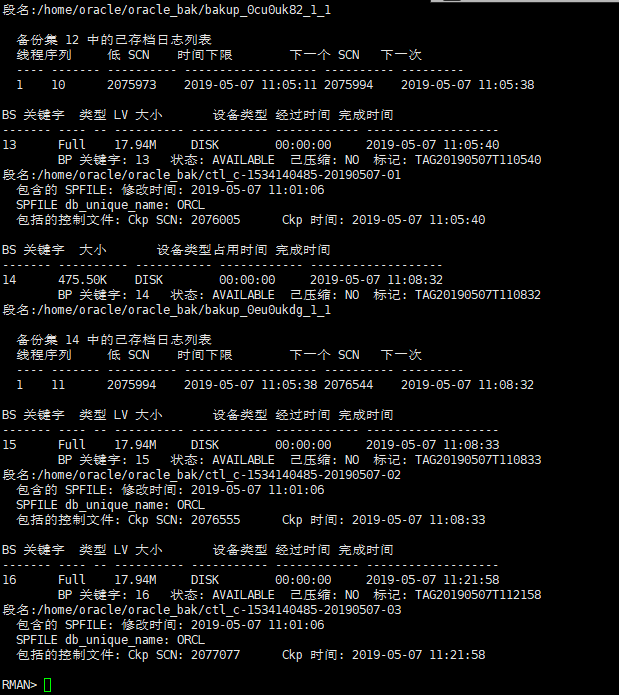 段名:/home/oracle/oracle_bak/bakup_0cu0uk82_1_1
备份集 12 中的已存档日志列表
线程序列 低 SCN 时间下限 下一个 SCN 下一次
---- ------- ---------- ------------------- ---------- ---------
1 10 2075973 2019-05-07 11:05:11 2075994 2019-05-07 11:05:38
BS 关键字 类型 LV 大小 设备类型 经过时间 完成时间
------- ---- -- ---------- ----------- ------------ -------------------
13 Full 17.94M DISK 00:00:00 2019-05-07 11:05:40
BP 关键字: 13 状态: AVAILABLE 已压缩: NO 标记: TAG20190507T110540
段名:/home/oracle/oracle_bak/ctl_c-1534140485-20190507-01
包含的 SPFILE: 修改时间: 2019-05-07 11:01:06
SPFILE db_unique_name: ORCL
包括的控制文件: Ckp SCN: 2076005 Ckp 时间: 2019-05-07 11:05:40
BS 关键字 大小 设备类型占用时间 完成时间
------- ---------- ----------- ------------ -------------------
14 475.50K DISK 00:00:00 2019-05-07 11:08:32
BP 关键字: 14 状态: AVAILABLE 已压缩: NO 标记: TAG20190507T110832
段名:/home/oracle/oracle_bak/bakup_0eu0ukdg_1_1
备份集 14 中的已存档日志列表
线程序列 低 SCN 时间下限 下一个 SCN 下一次
---- ------- ---------- ------------------- ---------- ---------
1 11 2075994 2019-05-07 11:05:38 2076544 2019-05-07 11:08:32
BS 关键字 类型 LV 大小 设备类型 经过时间 完成时间
------- ---- -- ---------- ----------- ------------ -------------------
15 Full 17.94M DISK 00:00:00 2019-05-07 11:08:33
BP 关键字: 15 状态: AVAILABLE 已压缩: NO 标记: TAG20190507T110833
段名:/home/oracle/oracle_bak/ctl_c-1534140485-20190507-02
包含的 SPFILE: 修改时间: 2019-05-07 11:01:06
SPFILE db_unique_name: ORCL
包括的控制文件: Ckp SCN: 2076555 Ckp 时间: 2019-05-07 11:08:33
BS 关键字 类型 LV 大小 设备类型 经过时间 完成时间
------- ---- -- ---------- ----------- ------------ -------------------
16 Full 17.94M DISK 00:00:00 2019-05-07 11:21:58
BP 关键字: 16 状态: AVAILABLE 已压缩: NO 标记: TAG20190507T112158
段名:/home/oracle/oracle_bak/ctl_c-1534140485-20190507-03
包含的 SPFILE: 修改时间: 2019-05-07 11:01:06
SPFILE db_unique_name: ORCL
包括的控制文件: Ckp SCN: 2077077 Ckp 时间: 2019-05-07 11:21:58
RMAN>